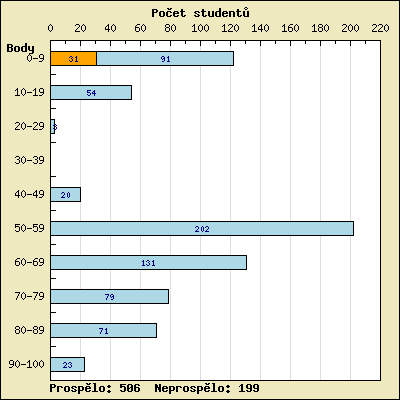 Počet studentů
0 20 40 60 80 100 120 140 160 180 200 220
Body
0-9 31 91
10-19 54
20-29 3
30-39
40-49 20
50-59 202
60-69 131
70-79 79
80-89 71
90-100 23
Prospělo: 506 Neprospělo: 199